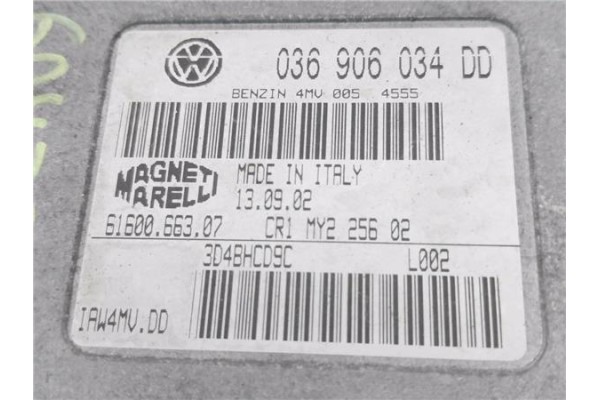 036 906 034 DD
BENZIN 4MV 005 4555
MAGNETI
MARELLI
MADE IN ITALY
13.09.02
61600.663.07 CR1 MY2 256 02
3D4BHCD9C L002
IAW4MV.DD